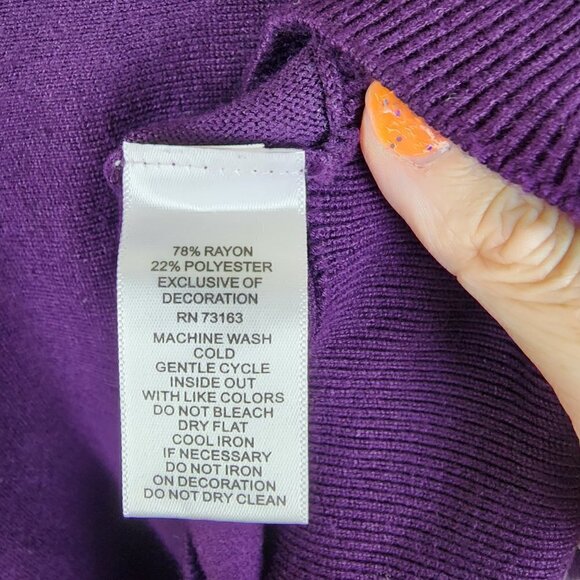 78% RAYON
22% POLYESTER
EXCLUSIVE OF
DECORATION
RN 73163
MACHINE WASH
COLD
GENTLE CYCLE
INSIDE OUT
WITH LIKE COLORS
DO NOT BLEACH
DRY FLAT
COOL IRON
IF NECESSARY
DO NOT IRON
ON DECORATION
DO NOT DRY CLEAN